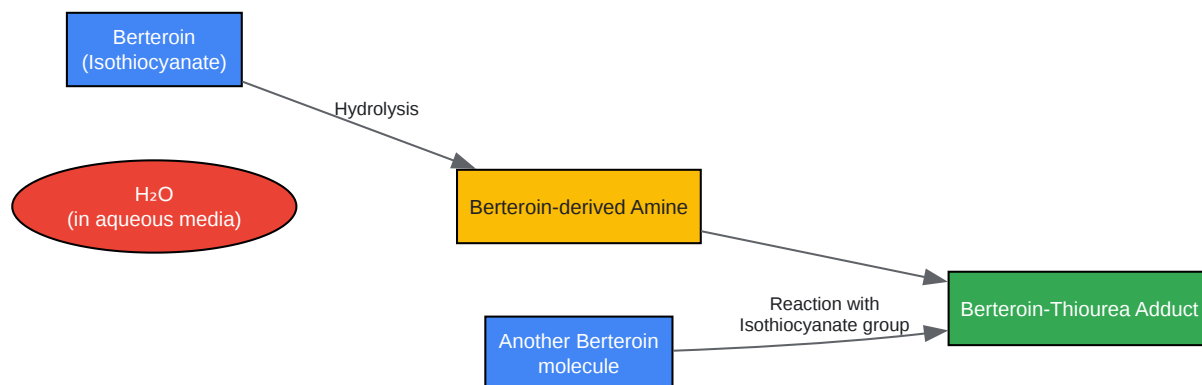 Berteroin
(Isothiocyanate)
Hydrolysis
H₂O
(in aqueous media)
Berteroin-derived Amine
Reaction with
Isothiocyanate group
Berteroin-Thiourea Adduct
Another Berteroin
molecule